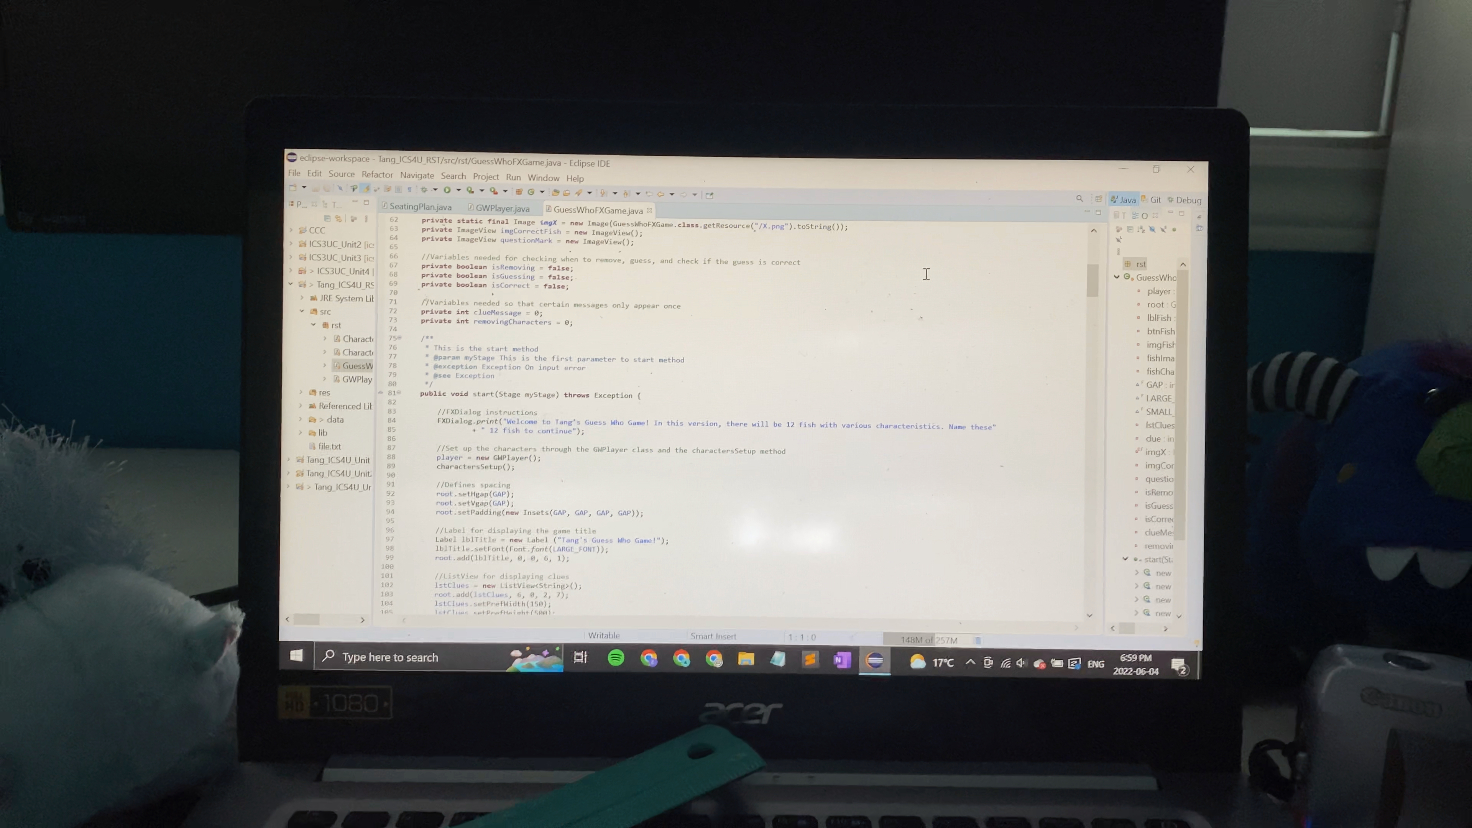 eclipse-workspace - Tang_ICS4U_RST/src/rst/GuessWhoFXGame.java - Eclipse IDE
File Edit Source Refactor Navigate Search Project Run Window Help
Java Git Debug
SeatingPlan.java GWPlayer.java GuessWhoFXGame.java
CCC
ICS3UC_Unit2
ICS3UC_Unit3
> ICS3UC_Unit4
> Tang_ICS4U_RS
JRE System Lib
src
rst
Charact
Charact
GuessW
GWPlay
res
Referenced Lib
> data
lib
file.txt
Tang_ICS4U_Unit
Tang_ICS4U_Unit
> Tang_ICS4U_Ur
62 private static final Image imgX = new Image(GuessWhoFXGame.class.getResource("/X.png").toString());
63 private ImageView imgCorrectFish = new ImageView();
64 private ImageView questionMark = new ImageView();
65
66 //Variables needed for checking when to remove, guess, and check if the guess is correct
67 private boolean isRemoving = false;
68 private boolean isGuessing = false;
69 private boolean isCorrect = false;
70
71 //Variables needed so that certain messages only appear once
72 private int clueMessage = 0;
73 private int removingCharacters = 0;
74
75 /**
76 * This is the start method
77 * @param myStage This is the first parameter to start method
78 * @exception Exception On input error
79 * @see Exception
80 */
81 public void start(Stage myStage) throws Exception {
82
83 //FXDialog instructions
84 FXDialog.print("Welcome to Tang's Guess Who Game! In this version, there will be 12 fish with various characteristics. Name these"
85 + " 12 fish to continue");
86
87 //Set up the characters through the GWPlayer class and the charactersSetup method
88 player = new GWPlayer();
89 charactersSetup();
90
91 //Defines spacing
92 root.setHgap(GAP);
93 root.setVgap(GAP);
94 root.setPadding(new Insets(GAP, GAP, GAP, GAP));
95
96 //Label for displaying the game title
97 Label lblTitle = new Label ("Tang's Guess Who Game!");
98 lblTitle.setFont(Font.font(LARGE_FONT));
99 root.add(lblTitle, 0, 0, 6, 1);
100
101 //ListView for displaying clues
102 lstClues = new ListView<String>();
103 root.add(lstClues, 6, 0, 2, 7);
104 lstClues.setPrefWidth(150);
105 lstClues.setPrefHeight(500);
rst
GuessWho
player
root : G
lblFish
btnFish
imgFish
fishIma
fishCha
GAP : in
LARGE_
SMALL_
lstClues
clue : in
imgX :
imgCor
questio
isRemo
isGuess
isCorre
clueMe
removin
start(St
new
new
new
new
Writable Smart Insert 1 : 1 : 0 148M of 257M
Type here to search
17°C ENG 6:59 PM
2022-06-04
2
1080
acer
Canon